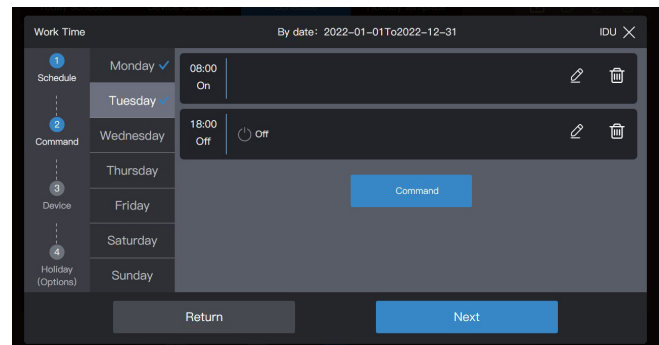 Work Time
By date: 2022-01-01To2022-12-31
IDU
1
Schedule
2
Command
3
Device
4
Holiday
(Options)
Monday
Tuesday
Wednesday
Thursday
Friday
Saturday
Sunday
08:00
On
18:00
Off
Off
Command
Return
Next